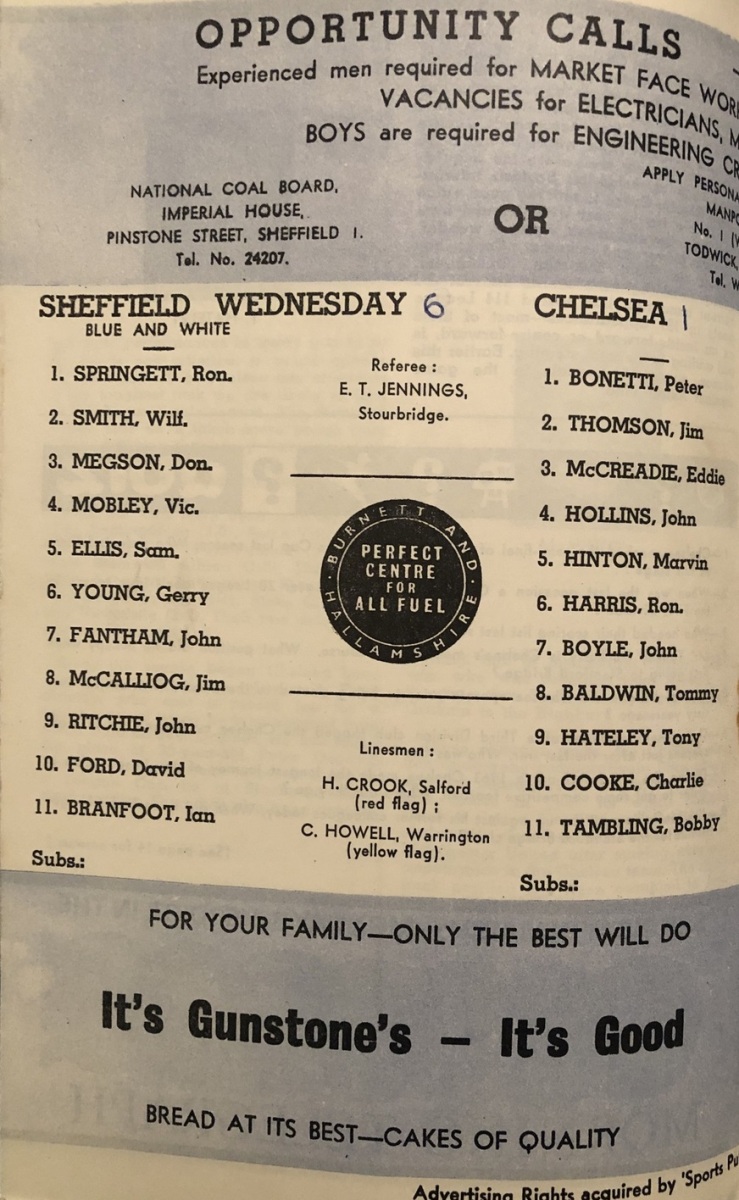 OPPORTUNITY CALLS
Experienced men required for MARKET FACE
VACANCIES for ELECTRICIANS,
BOYS are required for ENGINEERING
NATIONAL COAL BOARD,
IMPERIAL HOUSE,
PINSTONE STREET, SHEFFIELD 1.
Tel. No. 24207.
OR
APPLY
No. 1
TODWICK,
Tel.
SHEFFIELD WEDNESDAY 6
BLUE AND WHITE
1. SPRINGETT, Ron.
2. SMITH, Wilf.
3. MEGSON, Don.
4. MOBLEY, Vic.
5. ELLIS, Sam.
6. YOUNG, Gerry
7. FANTHAM, John
8. McCALLIOG, Jim
9. RITCHIE, John
10. FORD, David
11. BRANFOOT, Ian
Subs.:
Referee :
E. T. JENNINGS,
Stourbridge.
BURNETT AND HALLAMSHIRE
PERFECT
CENTRE
FOR
ALL FUEL
Linesmen :
H. CROOK, Salford
(red flag) ;
C. HOWELL, Warrington
(yellow flag).
CHELSEA 1
1. BONETTI, Peter
2. THOMSON, Jim
3. McCREADIE, Eddie
4. HOLLINS, John
5. HINTON, Marvin
6. HARRIS, Ron.
7. BOYLE, John
8. BALDWIN, Tommy
9. HATELEY, Tony
10. COOKE, Charlie
11. TAMBLING, Bobby
Subs.:
FOR YOUR FAMILY—ONLY THE BEST WILL DO
It's Gunstone's – It's Good
BREAD AT ITS BEST—CAKES OF QUALITY
Advertising Rights acquired by 'Sports